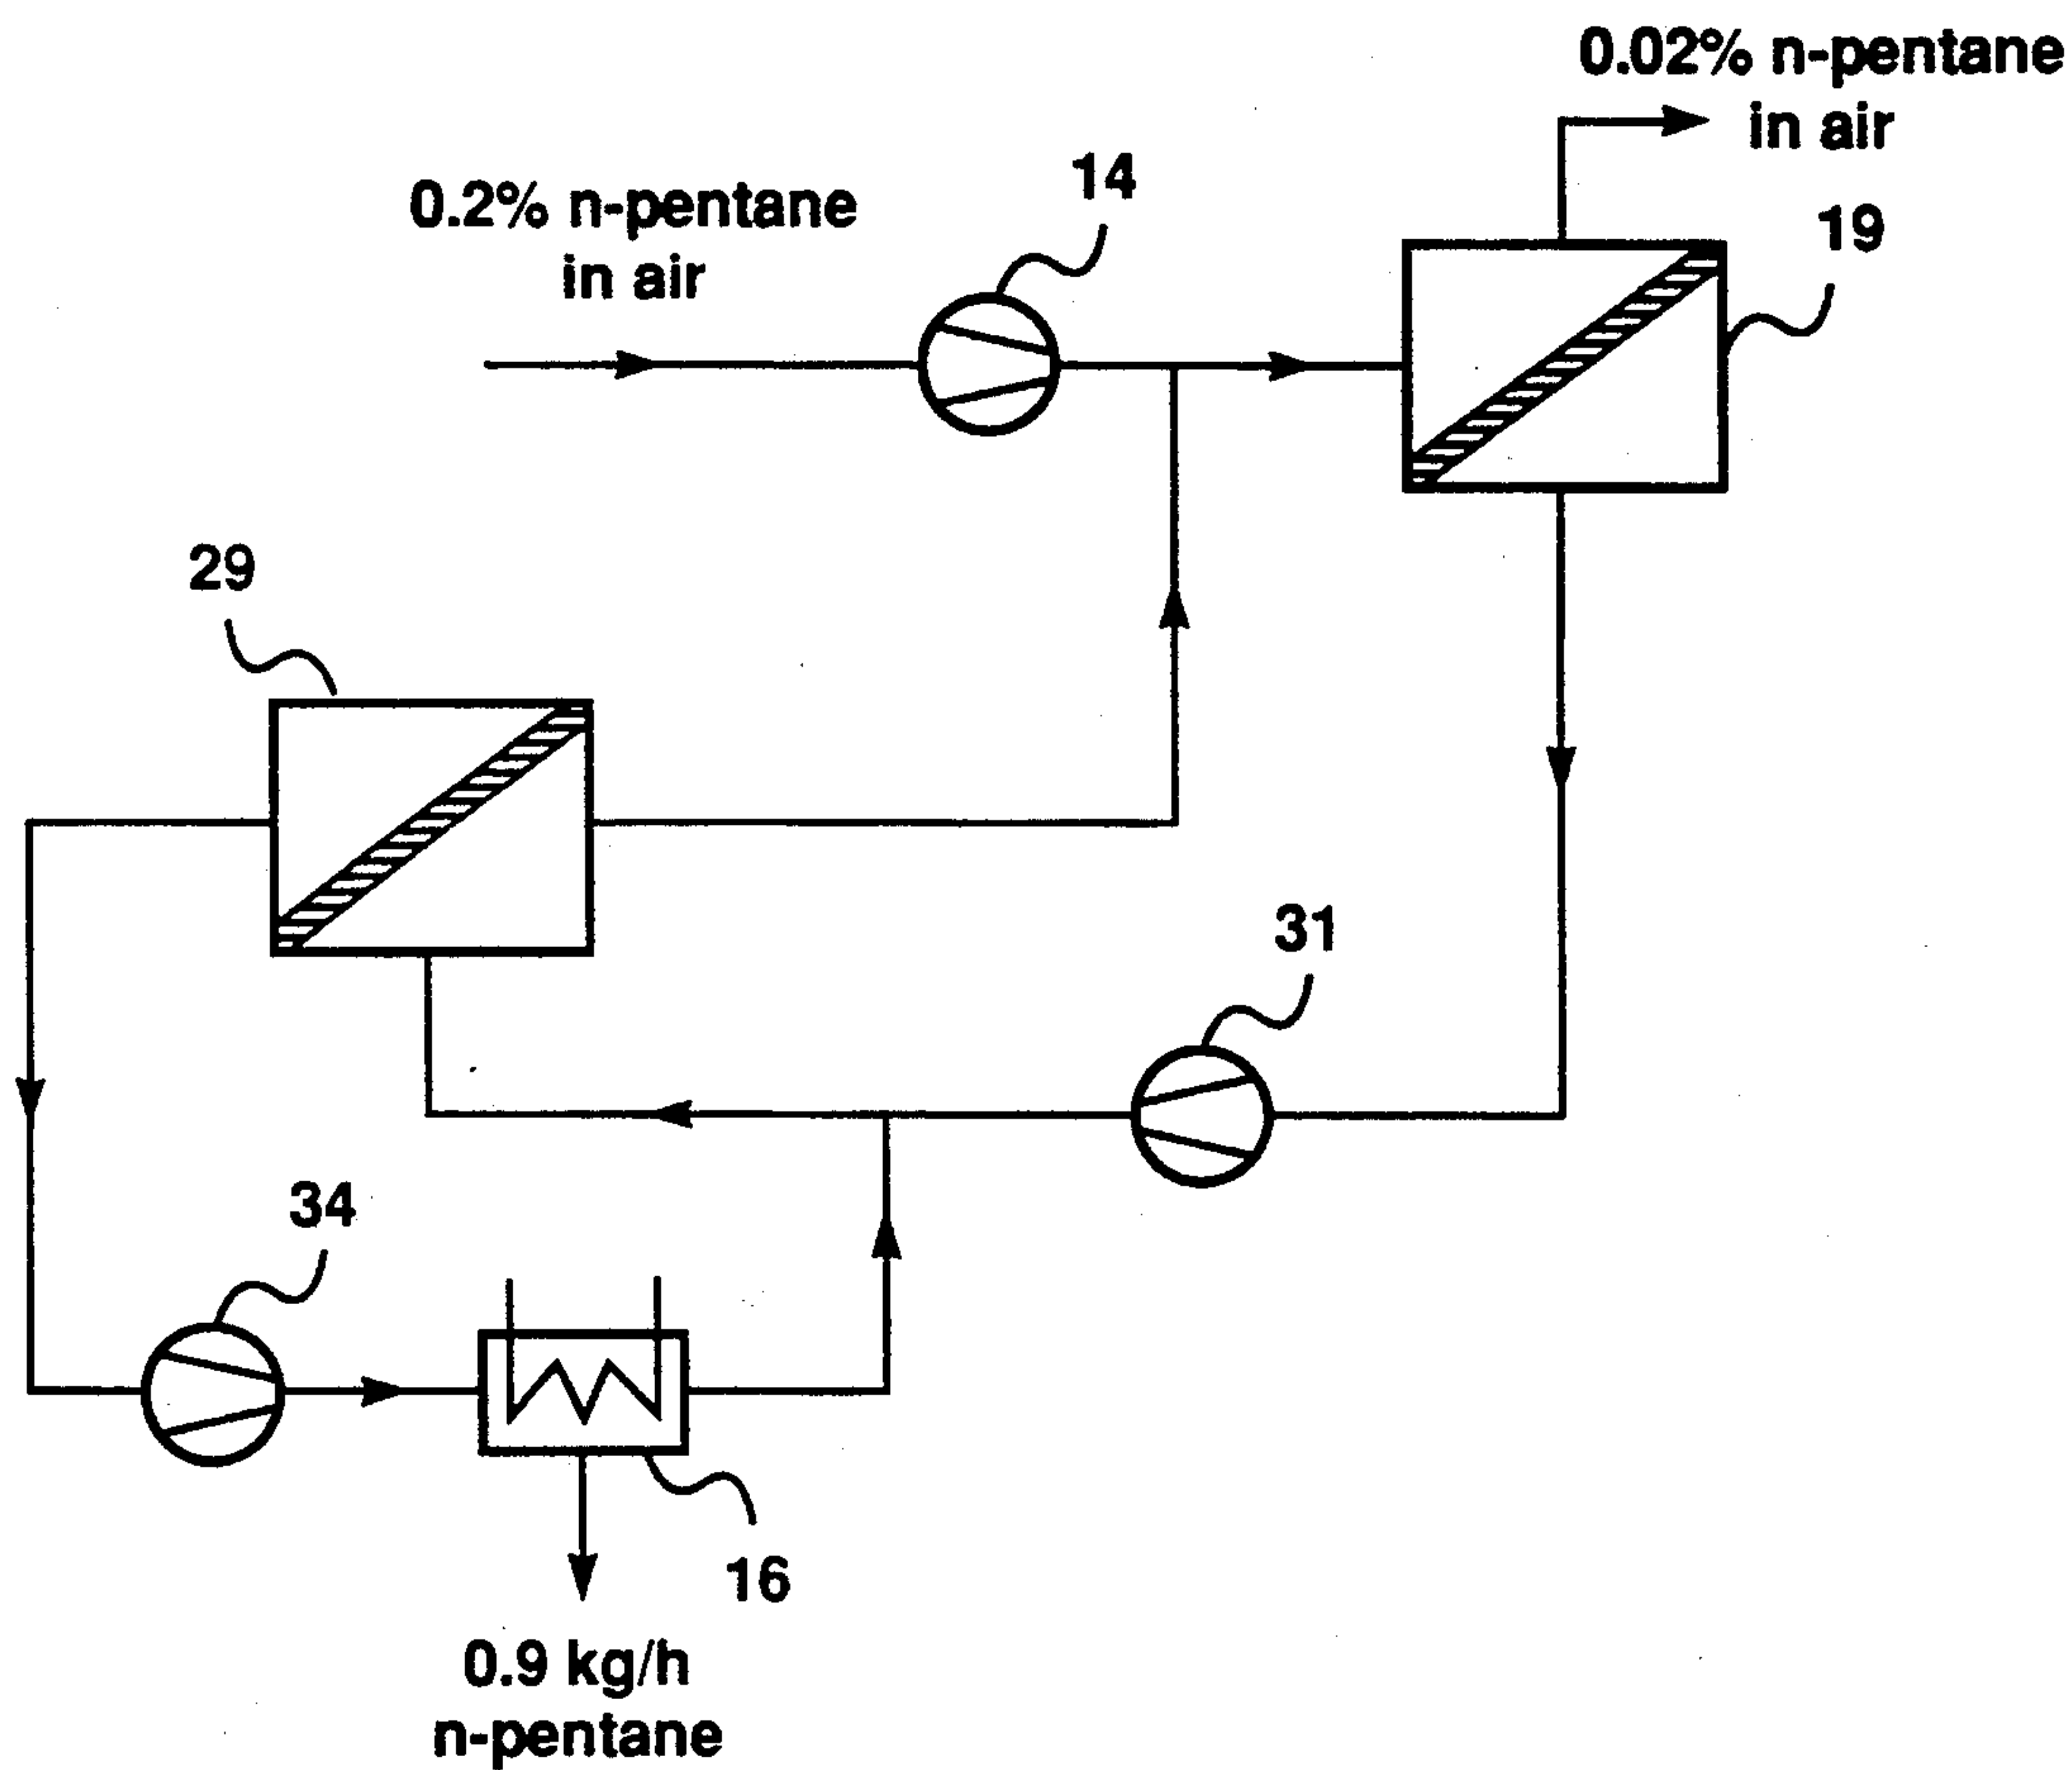 0.02% n-pentane
in air
14
0.2% n-pentane
in air
19
29
31
34
16
0.9 kg/h
n-pentane